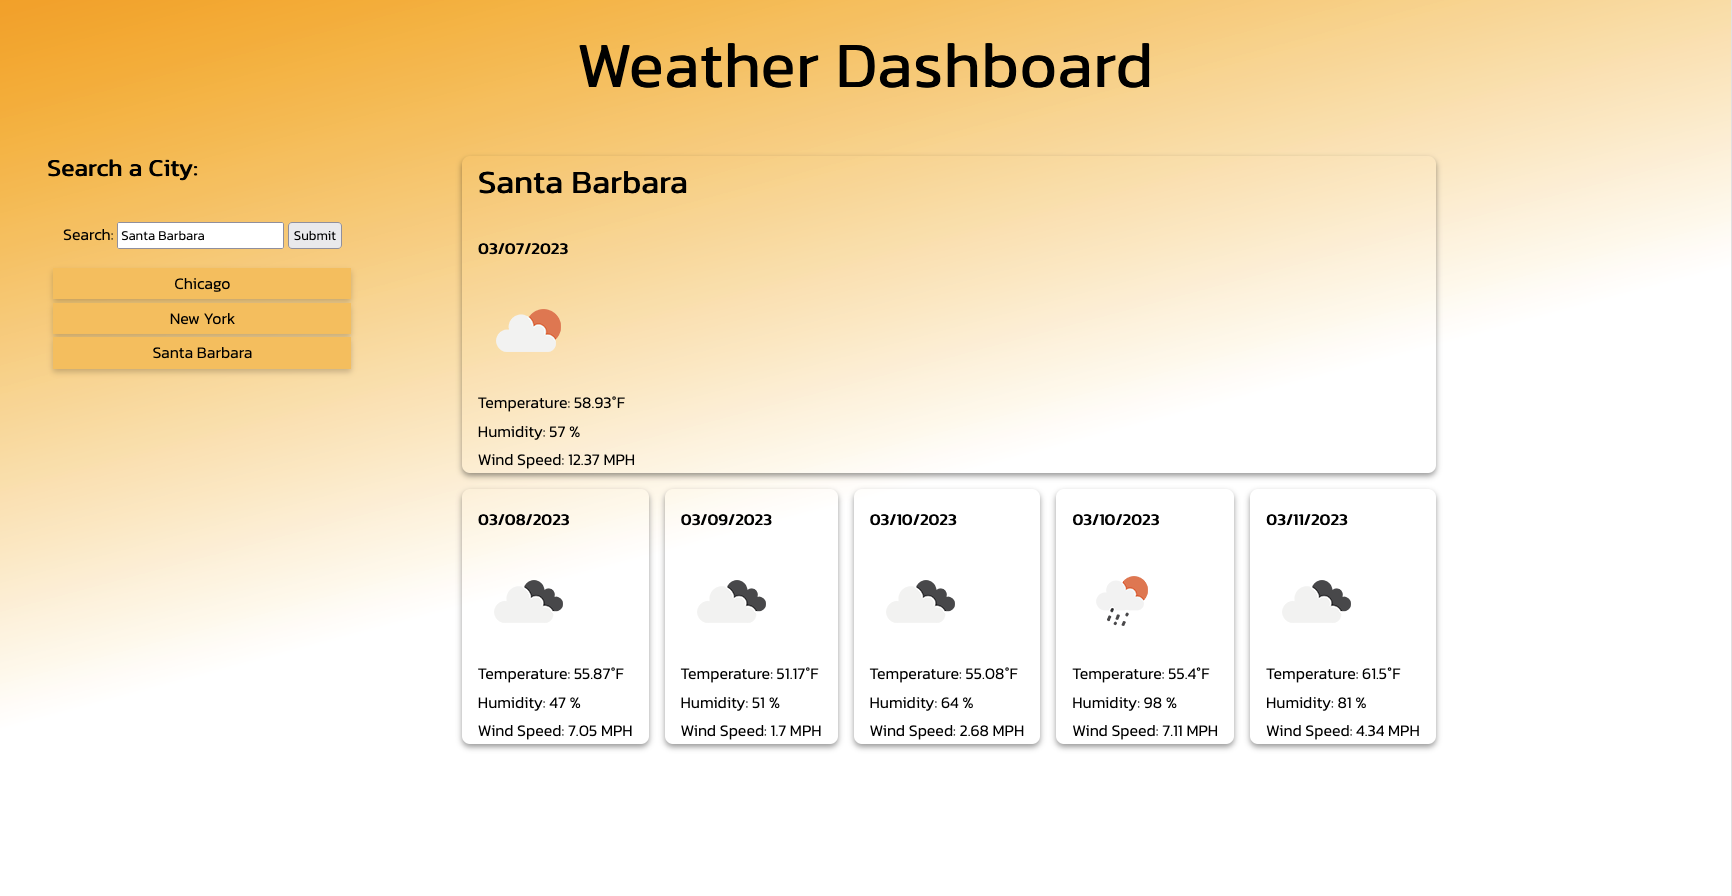 Weather Dashboard
Search a City:
Search: Santa Barbara Submit
Chicago
New York
Santa Barbara
Santa Barbara
03/07/2023
Temperature: 58.93°F
Humidity: 57 %
Wind Speed: 12.37 MPH
03/08/2023
Temperature: 55.87°F
Humidity: 47 %
Wind Speed: 7.05 MPH
03/09/2023
Temperature: 51.17°F
Humidity: 51 %
Wind Speed: 1.7 MPH
03/10/2023
Temperature: 55.08°F
Humidity: 64 %
Wind Speed: 2.68 MPH
03/10/2023
Temperature: 55.4°F
Humidity: 98 %
Wind Speed: 7.11 MPH
03/11/2023
Temperature: 61.5°F
Humidity: 81 %
Wind Speed: 4.34 MPH